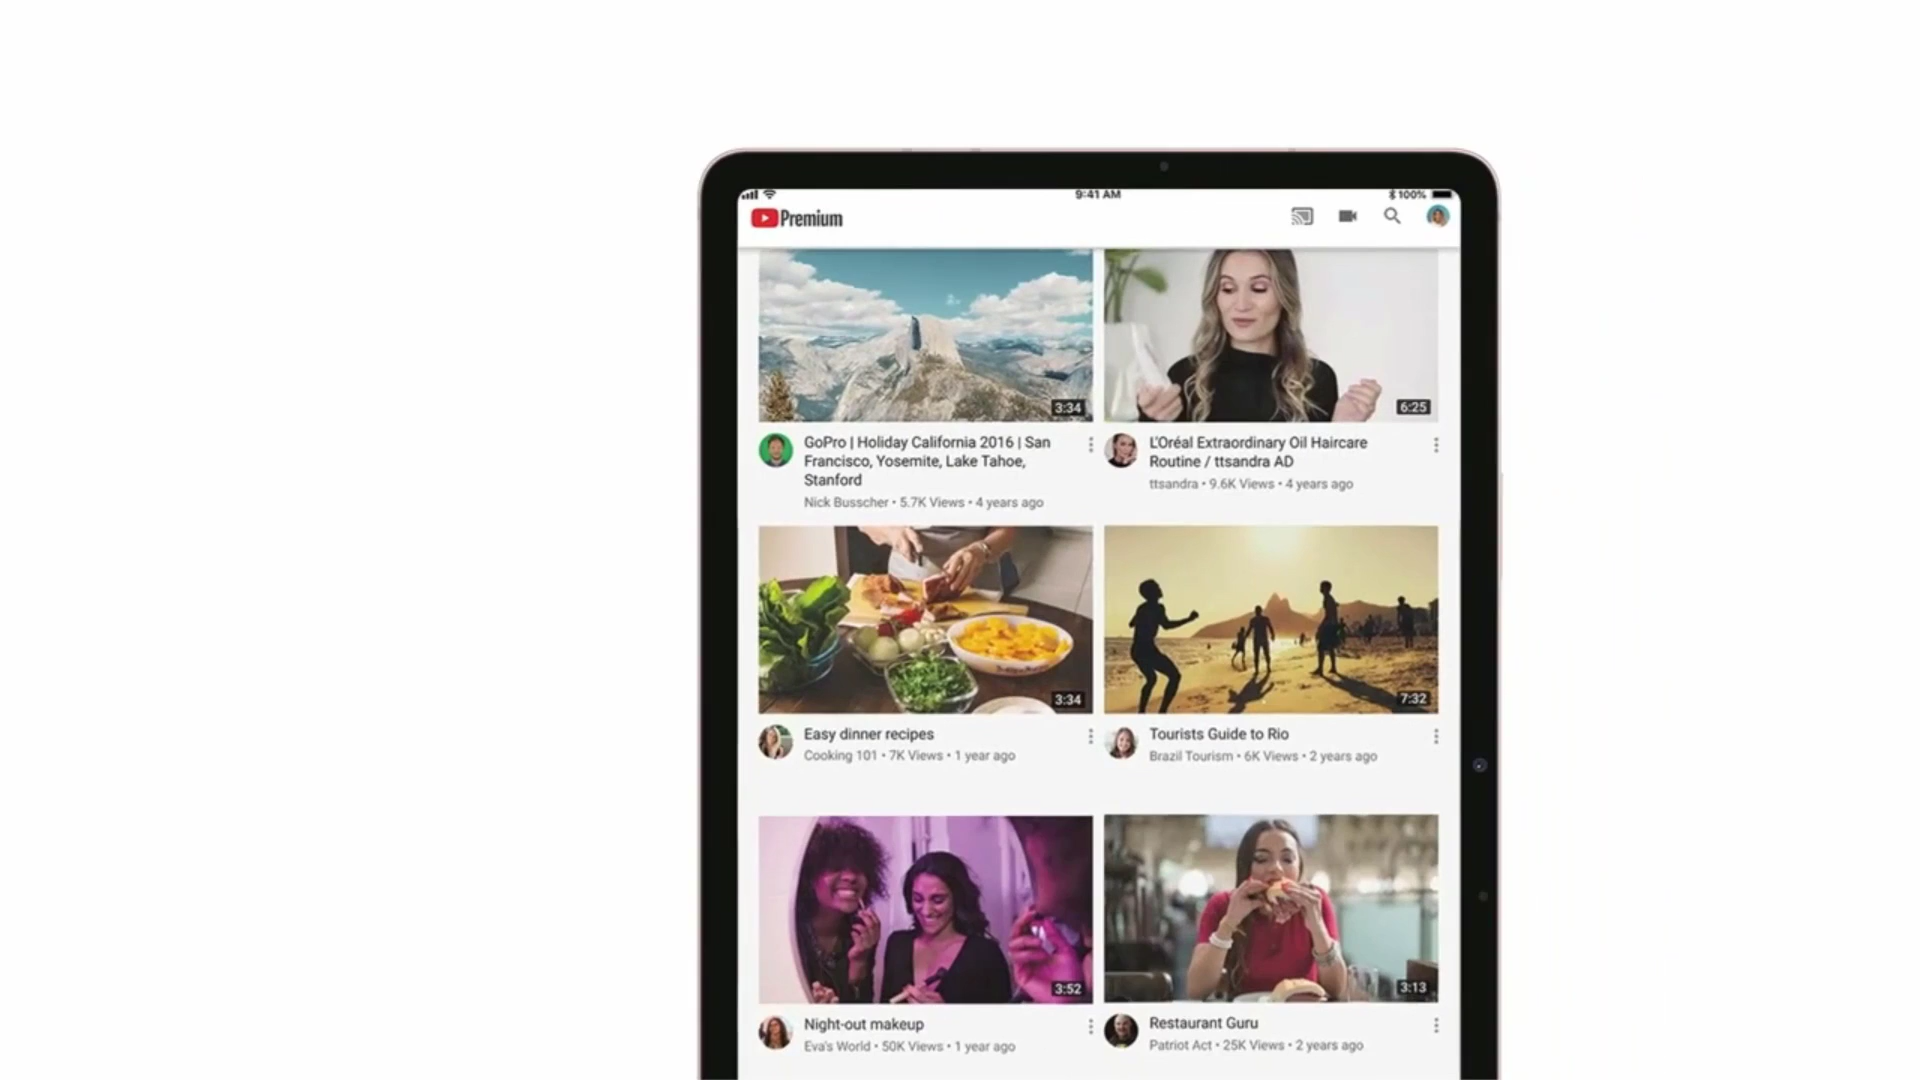 9:41 AM
100%
Premium
3:34
6:25
GoPro | Holiday California 2016 | San
Francisco, Yosemite, Lake Tahoe,
Stanford
Nick Busscher • 5.7K Views • 4 years ago
L'Oréal Extraordinary Oil Haircare
Routine / ttsandra AD
ttsandra • 9.6K Views • 4 years ago
3:34
7:32
Easy dinner recipes
Cooking 101 • 7K Views • 1 year ago
Tourists Guide to Rio
Brazil Tourism • 6K Views • 2 years ago
3:52
3:13
Night-out makeup
Eva's World • 50K Views • 1 year ago
Restaurant Guru
Patriot Act • 25K Views • 2 years ago